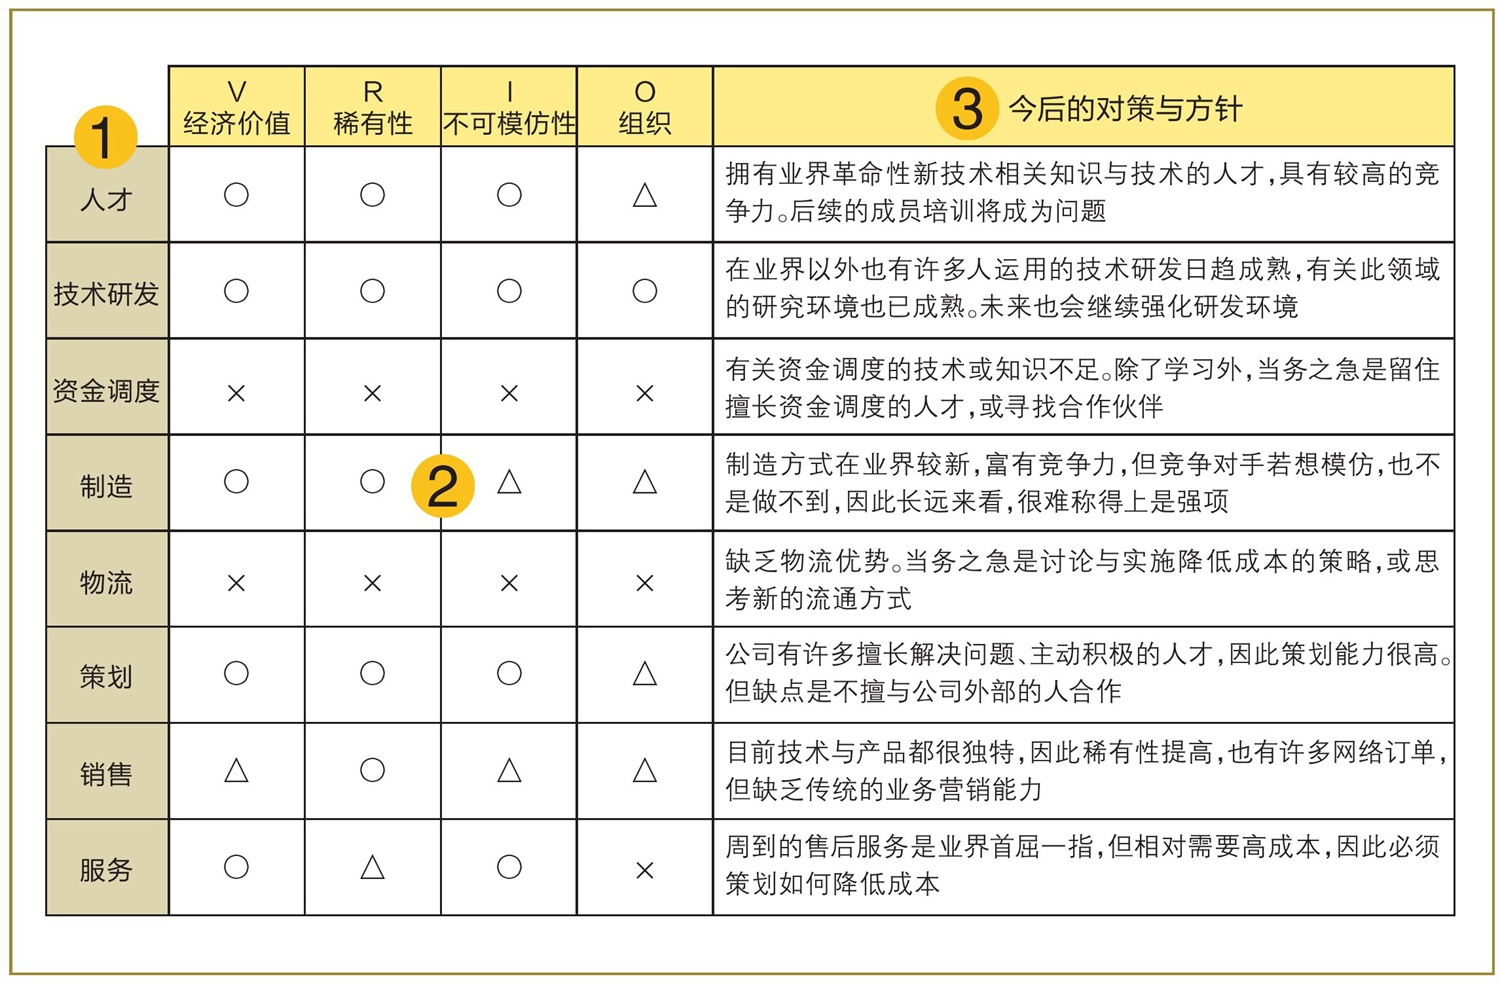 V
经济价值
R
稀有性
I
不可模仿性
O
组织
3 今后的对策与方针
1
人才
○ ○ ○ △
拥有业界革命性新技术相关知识与技术的人才，具有较高的竞
争力。后续的成员培训将成为问题
技术研发
○ ○ ○ ○
在业界以外也有许多人运用的技术研发日趋成熟，有关此领域
的研究环境也已成熟。未来也会继续强化研发环境
资金调度
× × × ×
有关资金调度的技术或知识不足。除了学习外，当务之急是留住
擅长资金调度的人才，或寻找合作伙伴
制造
○ ○ 2 △ △
制造方式在业界较新，富有竞争力，但竞争对手若想模仿，也不
是做不到，因此长远来看，很难称得上是强项
物流
× × × ×
缺乏物流优势。当务之急是讨论与实施降低成本的策略，或思
考新的流通方式
策划
○ ○ ○ △
公司有许多擅长解决问题、主动积极的人才，因此策划能力很高。
但缺点是不擅与公司外部的人合作
销售
△ ○ △ △
目前技术与产品都很独特，因此稀有性提高，也有许多网络订单，
但缺乏传统的业务营销能力
服务
○ △ ○ ×
周到的售后服务是业界首屈一指，但相对需要高成本，因此必须
策划如何降低成本